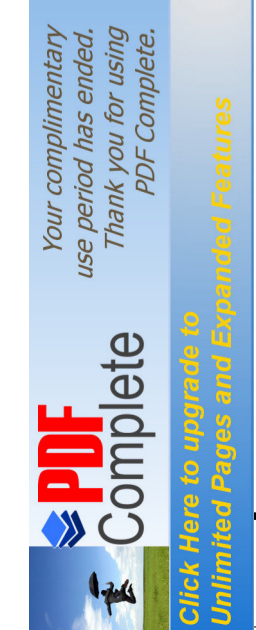 Your complimentary
use period has ended.
Thank you for using
PDF Complete.
PDF
Complete
Click Here to upgrade to
Unlimited Pages and Expanded Features